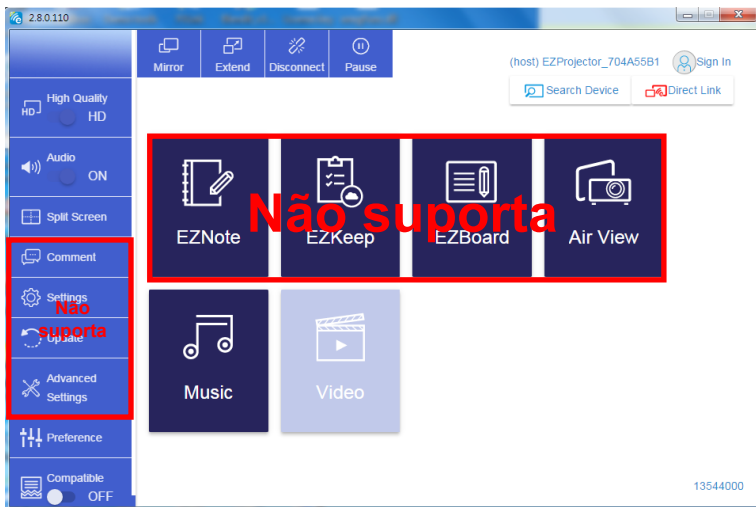 2.8.0.110
Mirror
Extend
Disconnect
Pause
(host) EZProjector_704A55B1
Sign In
Search Device
Direct Link
High Quality
HD
HD
Audio
ON
Split Screen
Comment
Settings
Update
Advanced
Settings
Não
suporta
Preference
Compatible
OFF
EZNote
EZKeep
EZBoard
Air View
Não suporta
Music
Video
13544000